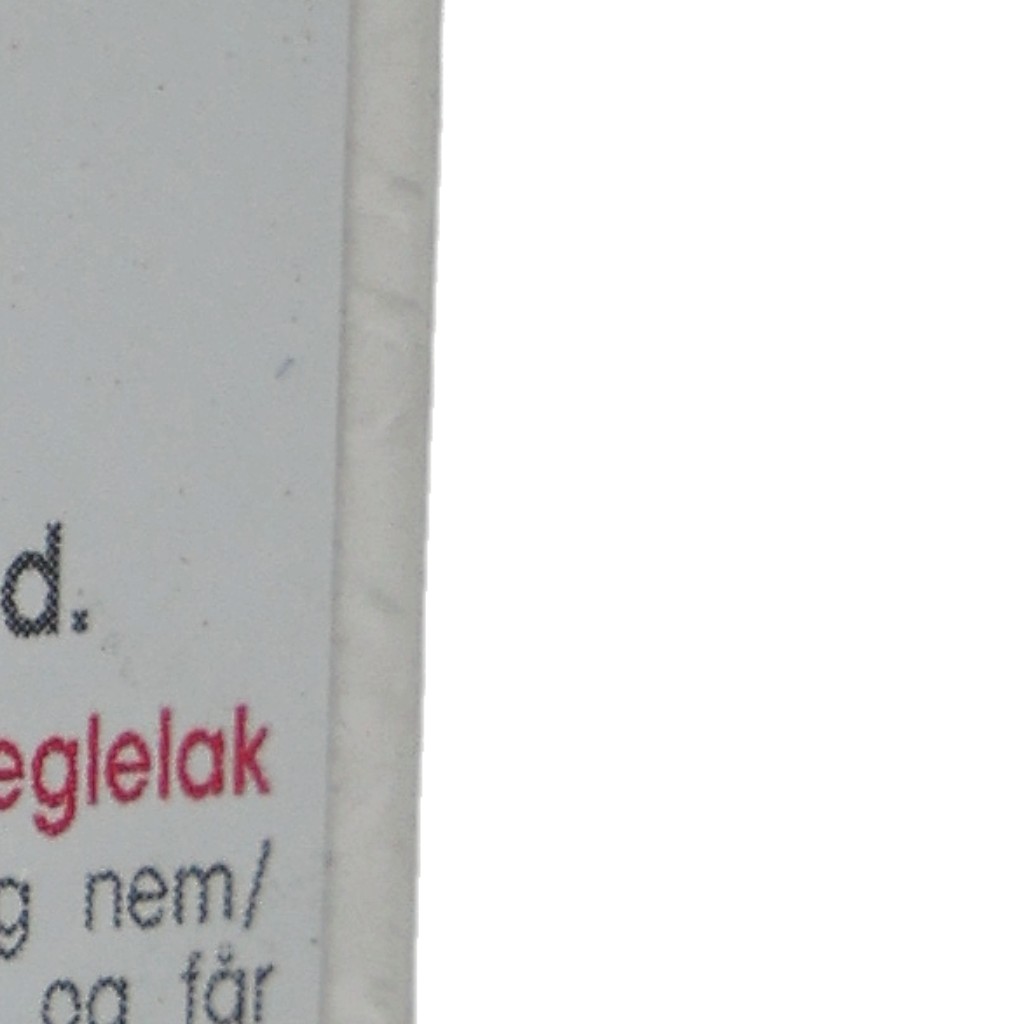 d.
eglelak
g nem/
og får